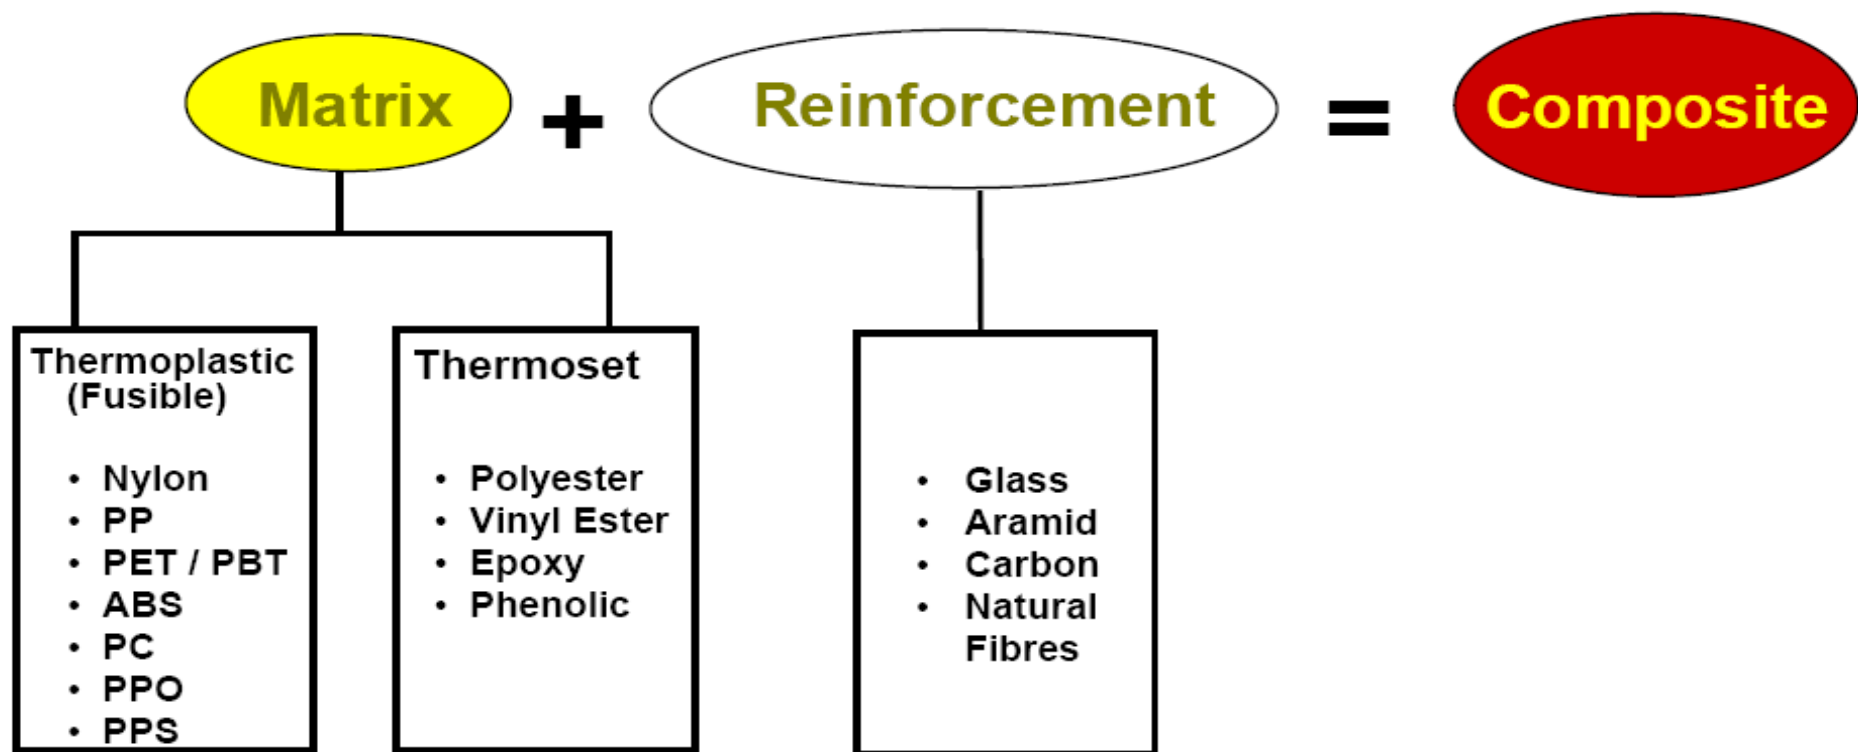 Matrix + Reinforcement = Composite
Thermoplastic
(Fusible)
• Nylon
• PP
• PET / PBT
• ABS
• PC
• PPO
• PPS
Thermoset
• Polyester
• Vinyl Ester
• Epoxy
• Phenolic
• Glass
• Aramid
• Carbon
• Natural
Fibres